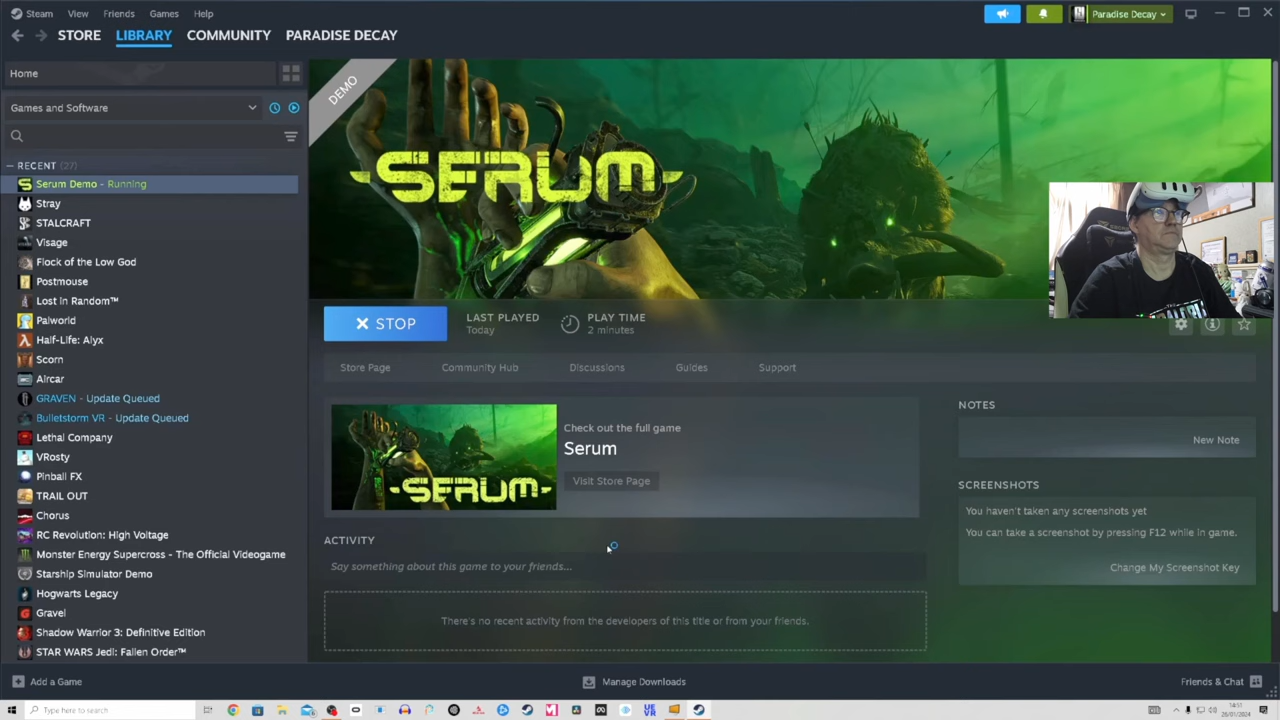 Steam View Friends Games Help
Paradise Decay
STORE LIBRARY COMMUNITY PARADISE DECAY
Home
Games and Software
RECENT (27)
Serum Demo - Running
Stray
STALCRAFT
Visage
Flock of the Low God
Postmouse
Lost In Random™
Palworld
Half-Life: Alyx
Scorn
Aircar
GRAVEN - Update Queued
Bulletstorm VR - Update Queued
Lethal Company
VRosty
Pinball FX
TRAIL OUT
Chorus
RC Revolution: High Voltage
Monster Energy Supercross - The Official Videogame
Starship Simulator Demo
Hogwarts Legacy
Gravel
Shadow Warrior 3: Definitive Edition
STAR WARS Jedi: Fallen Order™
DEMO
SERUM
STOP
LAST PLAYED
Today
PLAY TIME
2 minutes
Store Page Community Hub Discussions Guides Support
SERUM
Check out the full game
Serum
Visit Store Page
NOTES
New Note
SCREENSHOTS
You haven't taken any screenshots yet
You can take a screenshot by pressing F12 while in game.
Change My Screenshot Key
ACTIVITY
Say something about this game to your friends...
There's no recent activity from the developers of this title or from your friends.
Add a Game
Manage Downloads
Friends & Chat
Type here to search
UE
VR
14:51
26/01/2024